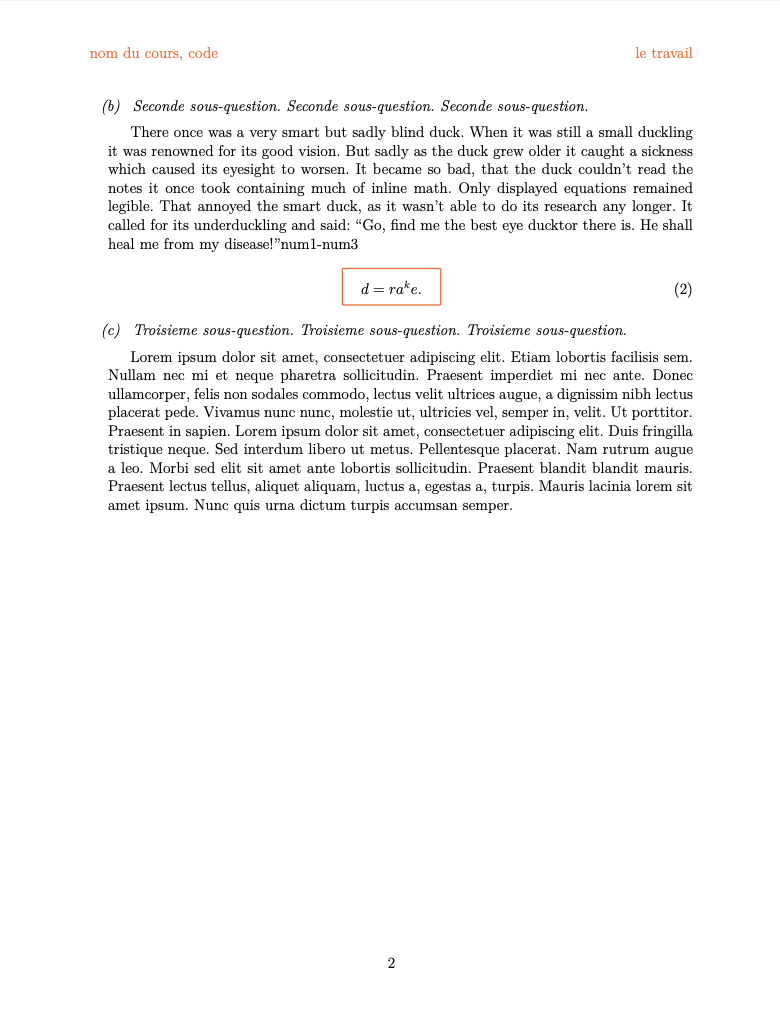 nom du cours, code le travail
(b) Seconde sous-question. Seconde sous-question. Seconde sous-question.
There once was a very smart but sadly blind duck. When it was still a small duckling
it was renowned for its good vision. But sadly as the duck grew older it caught a sickness
which caused its eyesight to worsen. It became so bad, that the duck couldn’t read the
notes it once took containing much of inline math. Only displayed equations remained
legible. That annoyed the smart duck, as it wasn’t able to do its research any longer. It
called for its underduckling and said: “Go, find me the best eye ducktor there is. He shall
heal me from my disease!”num1-num3
d = raᵏe. (2)
(c) Troisieme sous-question. Troisieme sous-question. Troisieme sous-question.
Lorem ipsum dolor sit amet, consectetuer adipiscing elit. Etiam lobortis facilisis sem.
Nullam nec mi et neque pharetra sollicitudin. Praesent imperdiet mi nec ante. Donec
ullamcorper, felis non sodales commodo, lectus velit ultrices augue, a dignissim nibh lectus
placerat pede. Vivamus nunc nunc, molestie ut, ultricies vel, semper in, velit. Ut porttitor.
Praesent in sapien. Lorem ipsum dolor sit amet, consectetuer adipiscing elit. Duis fringilla
tristique neque. Sed interdum libero ut metus. Pellentesque placerat. Nam rutrum augue
a leo. Morbi sed elit sit amet ante lobortis sollicitudin. Praesent blandit blandit mauris.
Praesent lectus tellus, aliquet aliquam, luctus a, egestas a, turpis. Mauris lacinia lorem sit
amet ipsum. Nunc quis urna dictum turpis accumsan semper.
2